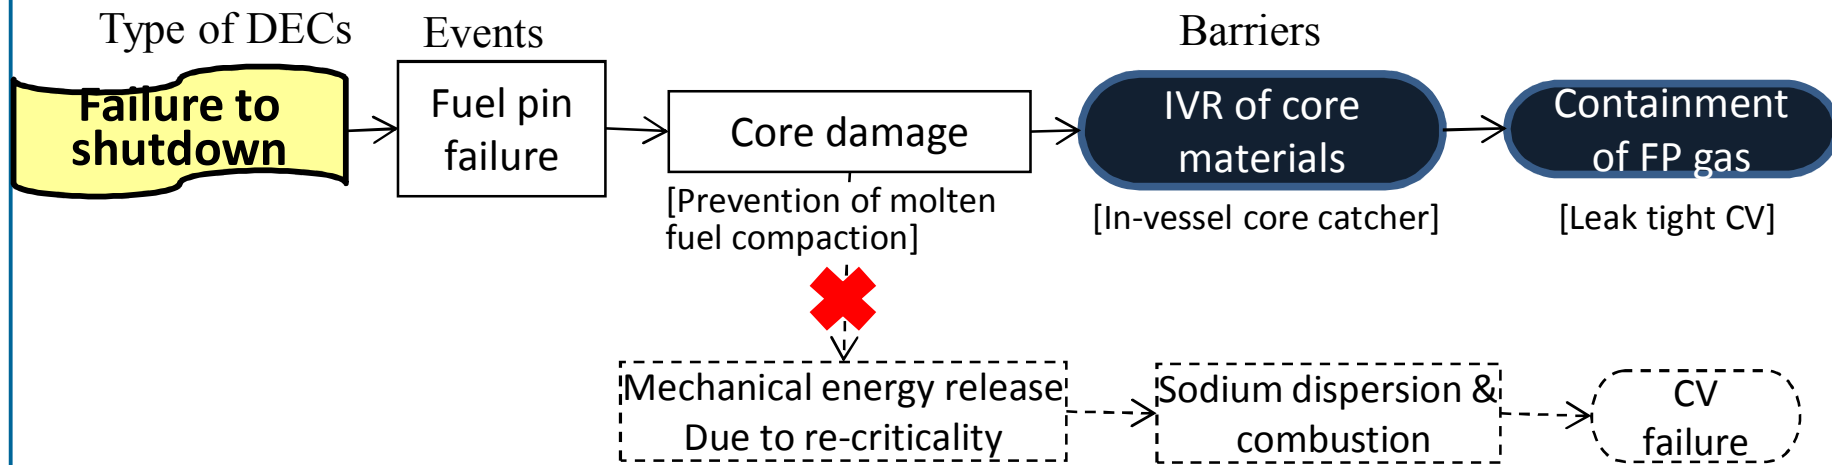 Type of DECs
Events
Barriers
Failure to
shutdown
Fuel pin
failure
Core damage
IVR of core
materials
Containment
of FP gas
[Prevention of molten
fuel compaction]
[In-vessel core catcher]
[Leak tight CV]
Mechanical energy release
Due to re-criticality
Sodium dispersion &
combustion
CV
failure